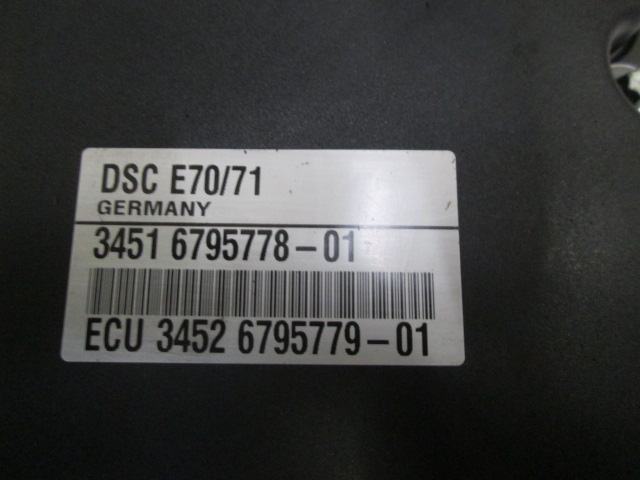 DSC E70/71
GERMANY
3451 6795778-01
ECU 3452 6795779-01